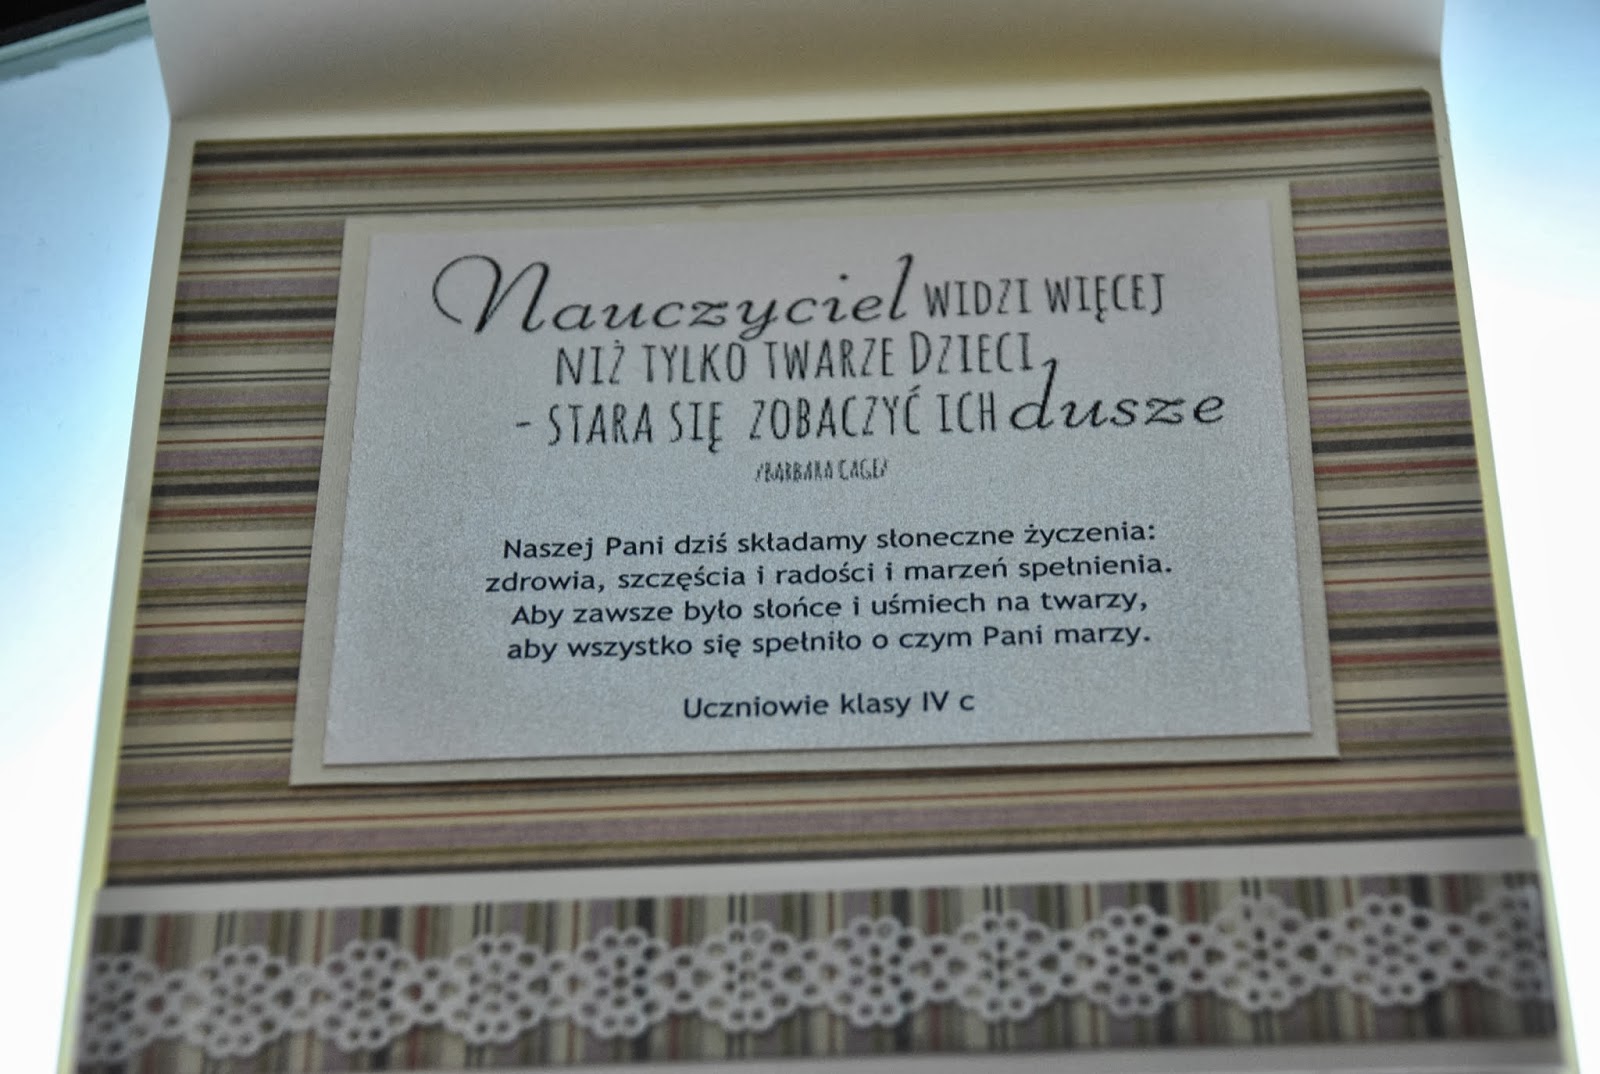 Nauczyciel WIDZI WIĘCEJ
NIŻ TYLKO TWARZE DZIECI,
- STARA SIĘ ZOBACZYĆ ICH dusze
/BARBARA CAGE/
Naszej Pani dziś składamy słoneczne życzenia:
zdrowia, szczęścia i radości i marzeń spełnienia.
Aby zawsze było słońce i uśmiech na twarzy,
aby wszystko się spełniło o czym Pani marzy.
Uczniowie klasy IV c